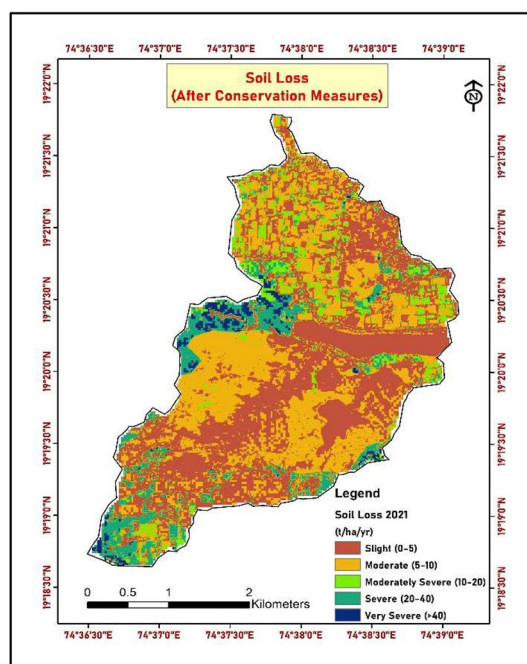 74°36'30"E 74°37'0"E 74°37'30"E 74°38'0"E 74°38'30"E 74°39'0"E
Soil Loss
(After Conservation Measures)
N
19°22'0"N
19°21'30"N
19°21'0"N
19°20'30"N
19°20'0"N
19°19'30"N
19°19'0"N
19°18'30"N
19°22'0"N
19°21'30"N
19°21'0"N
19°20'30"N
19°20'0"N
19°19'30"N
19°19'0"N
19°18'30"N
Legend
Soil Loss 2021
(t/ha/yr)
Slight (0-5)
Moderate (5-10)
Moderately Severe (10-20)
Severe (20-40)
Very Severe (>40)
0 0.5 1 2
Kilometers
74°36'30"E 74°37'0"E 74°37'30"E 74°38'0"E 74°38'30"E 74°39'0"E